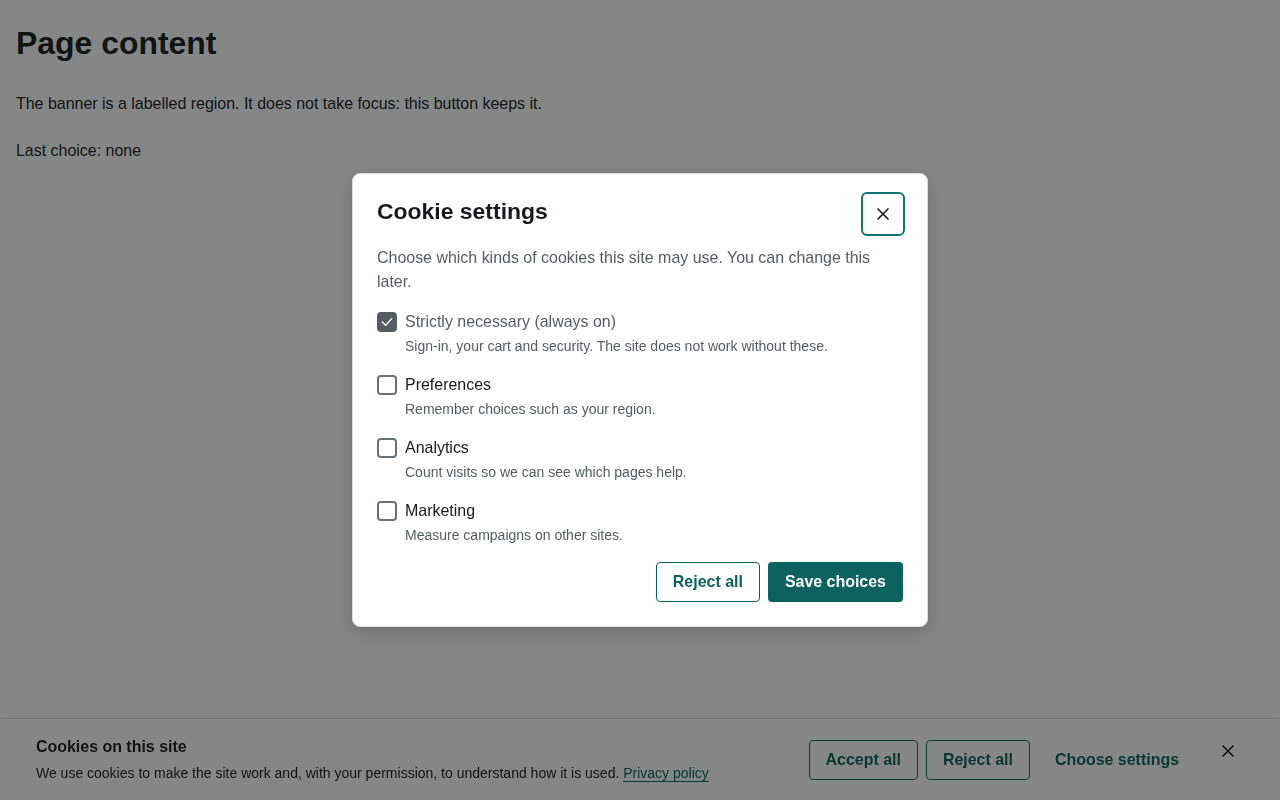 Page content
The banner is a labelled region. It does not take focus: this button keeps it.
Last choice: none
Cookie settings
Choose which kinds of cookies this site may use. You can change this
later.
Strictly necessary (always on)
Sign-in, your cart and security. The site does not work without these.
Preferences
Remember choices such as your region.
Analytics
Count visits so we can see which pages help.
Marketing
Measure campaigns on other sites.
Reject all
Save choices
Cookies on this site
We use cookies to make the site work and, with your permission, to understand how it is used. Privacy policy
Accept all
Reject all
Choose settings